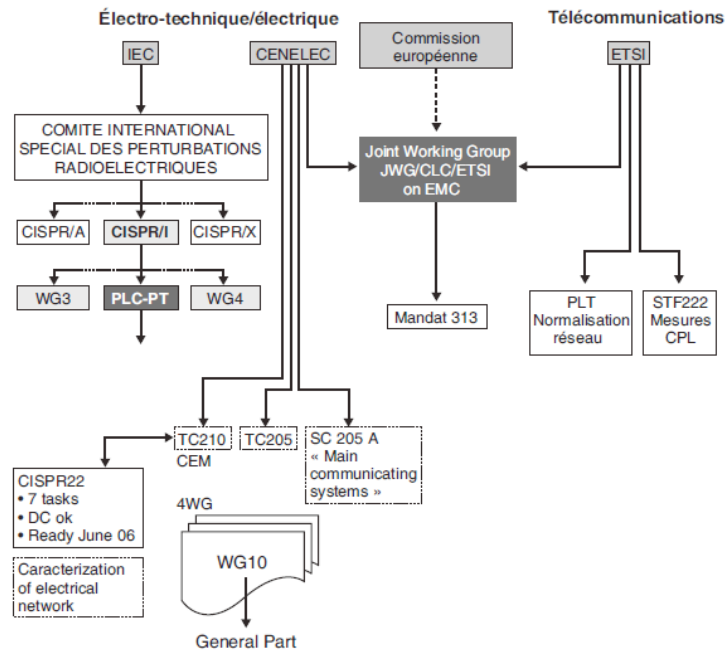 Électro-technique/électrique
Télécommunications
IEC
CENELEC
Commission
européenne
ETSI
COMITE INTERNATIONAL
SPECIAL DES PERTURBATIONS
RADIOELECTRIQUES
Joint Working Group
JWG/CLC/ETSI
on EMC
CISPR/A
CISPR/I
CISPR/X
WG3
PLC-PT
WG4
Mandat 313
PLT
Normalisation
réseau
STF222
Mesures
CPL
TC210
CEM
TC205
SC 205 A
« Main
communicating
systems »
CISPR22
• 7 tasks
• DC ok
• Ready June 06
Caracterization
of electrical
network
4WG
WG10
General Part